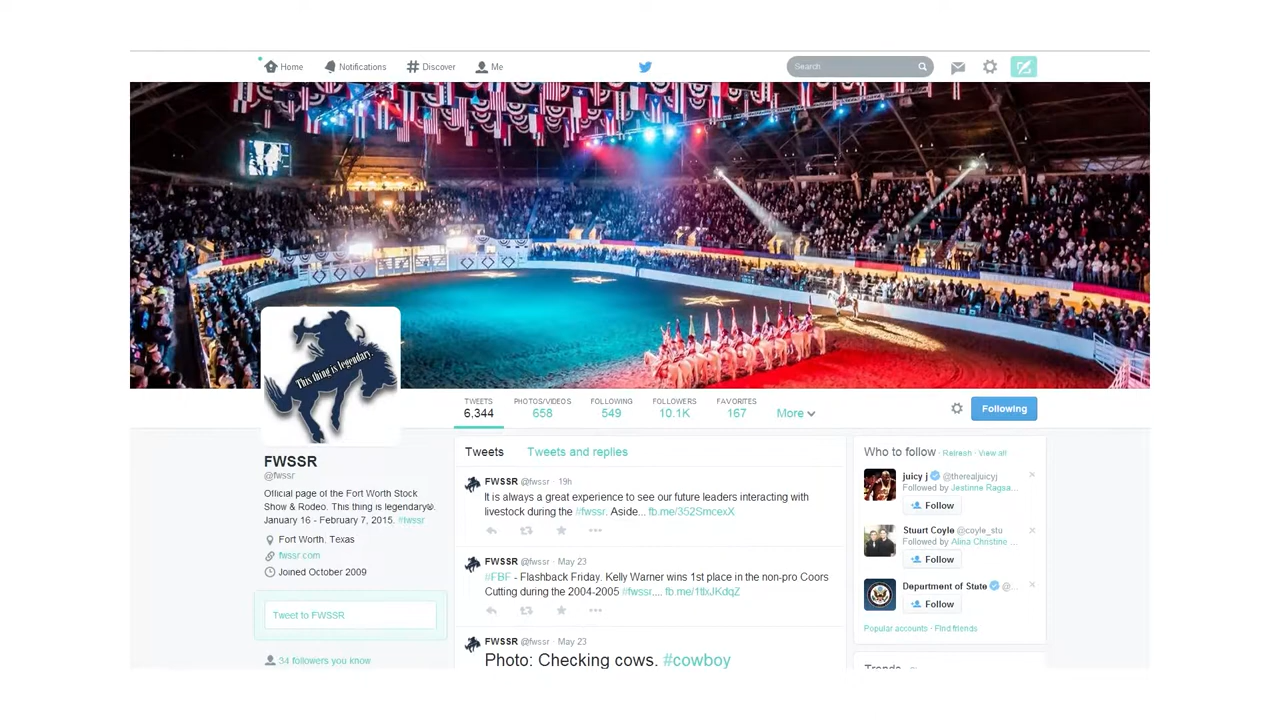 Home Notifications Discover Me Search
TWEETS PHOTOS/VIDEOS FOLLOWING FOLLOWERS FAVORITES
6,344 658 549 10.1K 167 More Following
This thing is legendary.
FWSSR
@fwssr
Official page of the Fort Worth Stock
Show & Rodeo. This thing is legendary®.
January 16 - February 7, 2015. #fwssr
Fort Worth, Texas
fwssr.com
Joined October 2009
Tweet to FWSSR
34 followers you know
Tweets Tweets and replies
FWSSR @fwssr · 19h
It is always a great experience to see our future leaders interacting with
livestock during the #fwssr. Aside... fb.me/352SmcexX
FWSSR @fwssr · May 23
#FBF - Flashback Friday. Kelly Warner wins 1st place in the non-pro Coors
Cutting during the 2004-2005 #fwssr.... fb.me/1tlxJKdqZ
FWSSR @fwssr · May 23
Photo: Checking cows. #cowboy
Who to follow · Refresh · View all
juicy j @therealjuicyj
Followed by Jestinne Ragsa...
Follow
Stuurt Coyle @coyle_stu
Followed by Alina Christine ...
Follow
Department of State @...
Follow
Popular accounts · Find friends
Trends